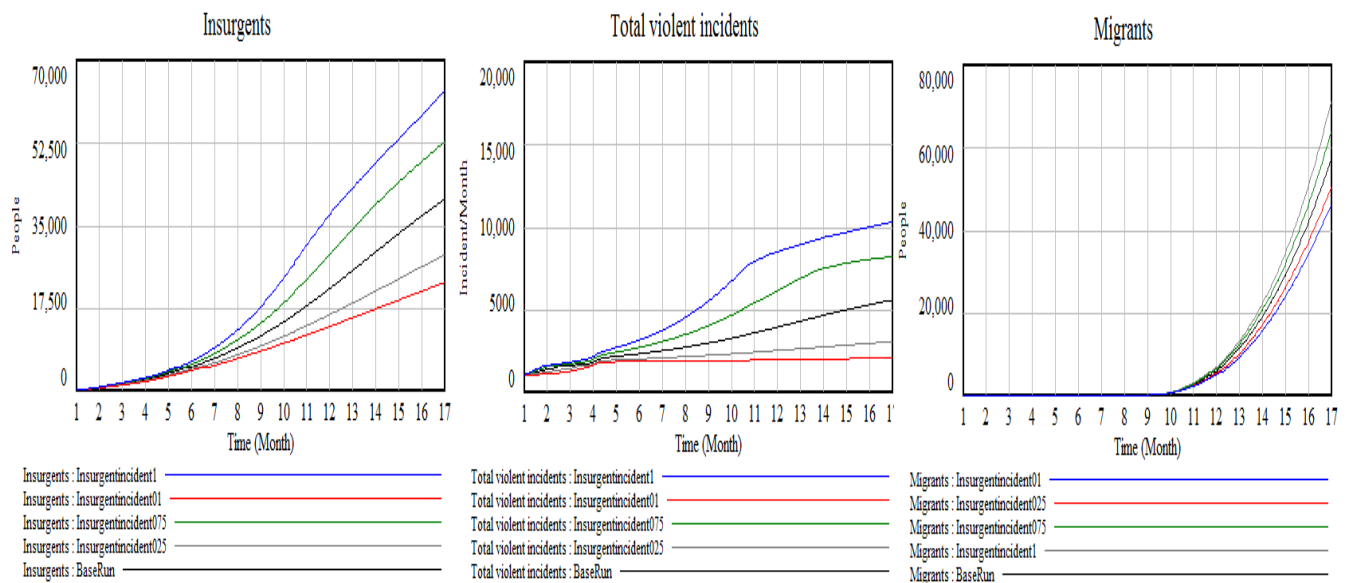 Insurgents
70,000
52,500
35,000
17,500
0
People
1 2 3 4 5 6 7 8 9 10 11 12 13 14 15 16 17
Time (Month)
Insurgents : Insurgentincident1
Insurgents : Insurgentincident01
Insurgents : Insurgentincident075
Insurgents : Insurgentincident025
Insurgents : BaseRun
Total violent incidents
20,000
15,000
10,000
5000
0
Incident/Month
1 2 3 4 5 6 7 8 9 10 11 12 13 14 15 16 17
Time (Month)
Total violent incidents : Insurgentincident1
Total violent incidents : Insurgentincident01
Total violent incidents : Insurgentincident075
Total violent incidents : Insurgentincident025
Total violent incidents : BaseRun
Migrants
80,000
60,000
40,000
20,000
0
People
1 2 3 4 5 6 7 8 9 10 11 12 13 14 15 16 17
Time (Month)
Migrants : Insurgentincident01
Migrants : Insurgentincident025
Migrants : Insurgentincident075
Migrants : Insurgentincident1
Migrants : BaseRun